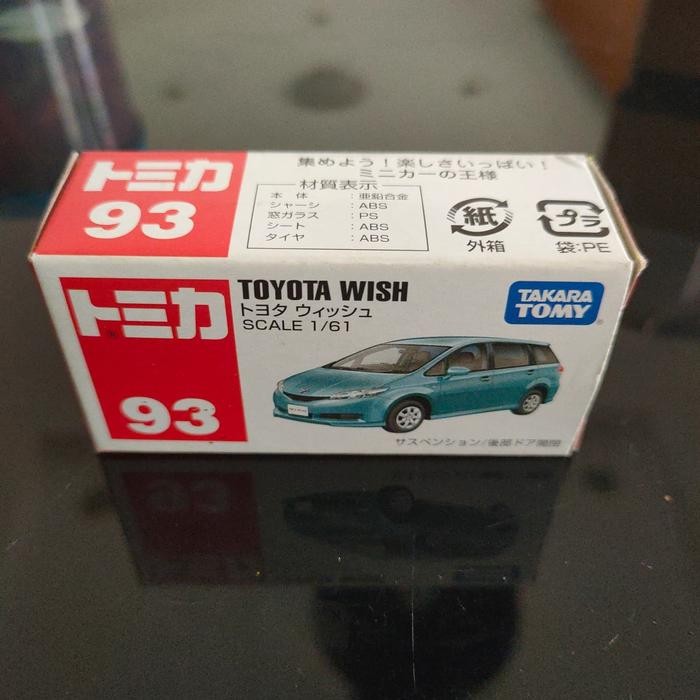 トミカ
93
集めよう！楽しさいっぱい！
ミニカーの王様
材質表示
本体：亜鉛合金
シャーシ：ABS
窓ガラス：PS
シート：ABS
タイヤ：ABS
紙
外箱
プラ
袋:PE
トミカ
93
TOYOTA WISH
トヨタ ウィッシュ
SCALE 1/61
TAKARA
TOMY
サスペンション/後部ドア開閉